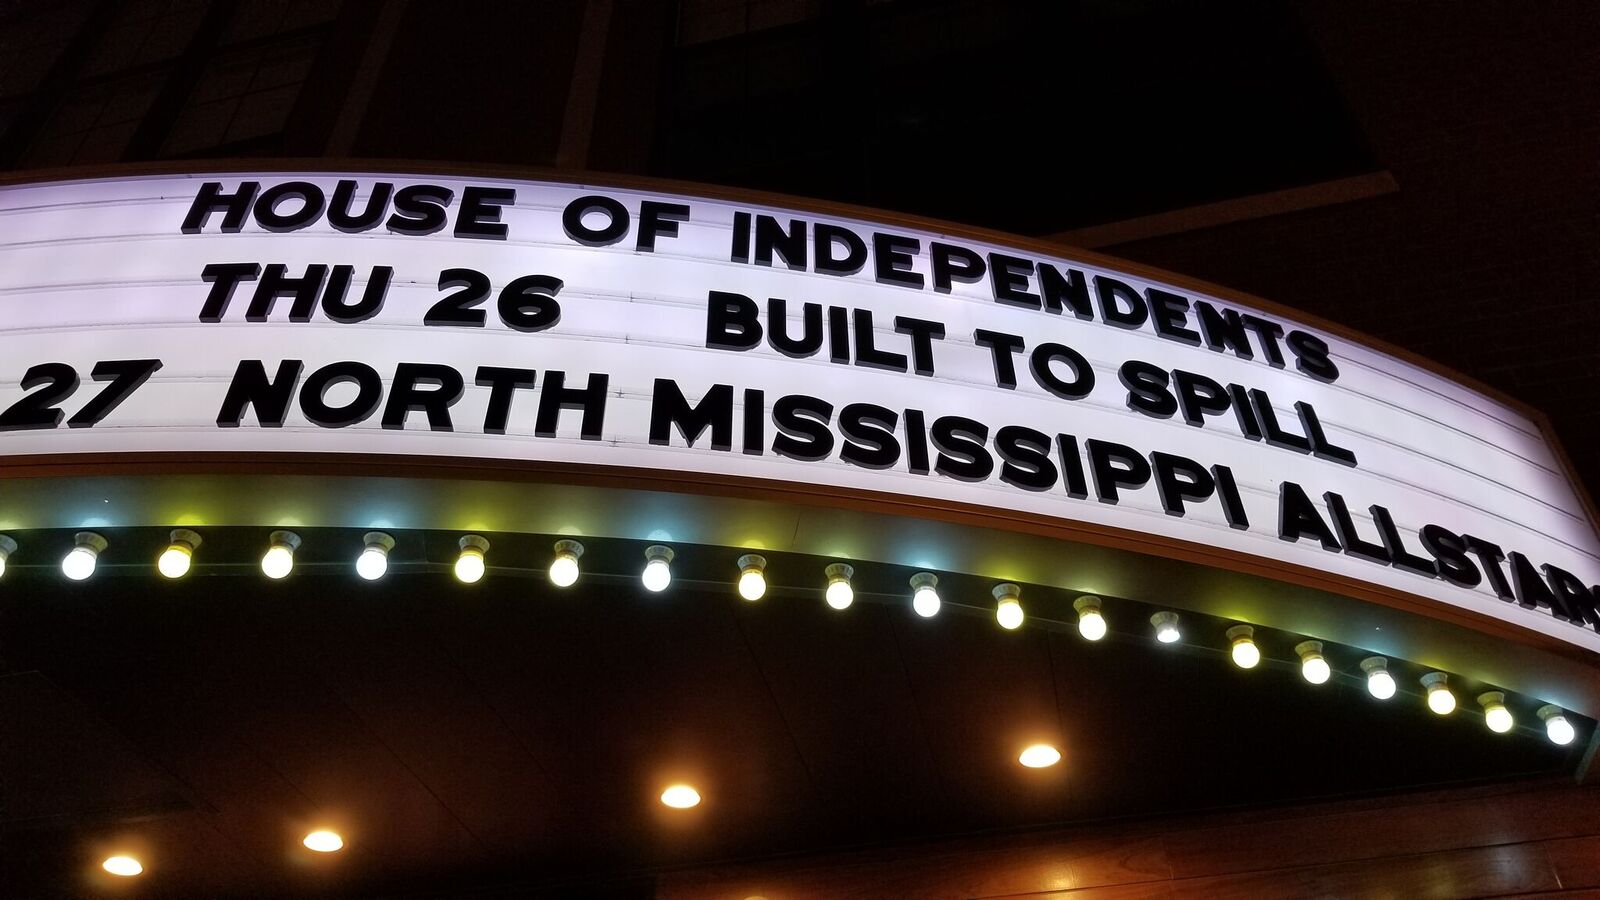 HOUSE OF INDEPENDENTS
THU 26 BUILT TO SPILL
27 NORTH MISSISSIPPI ALLSTARS